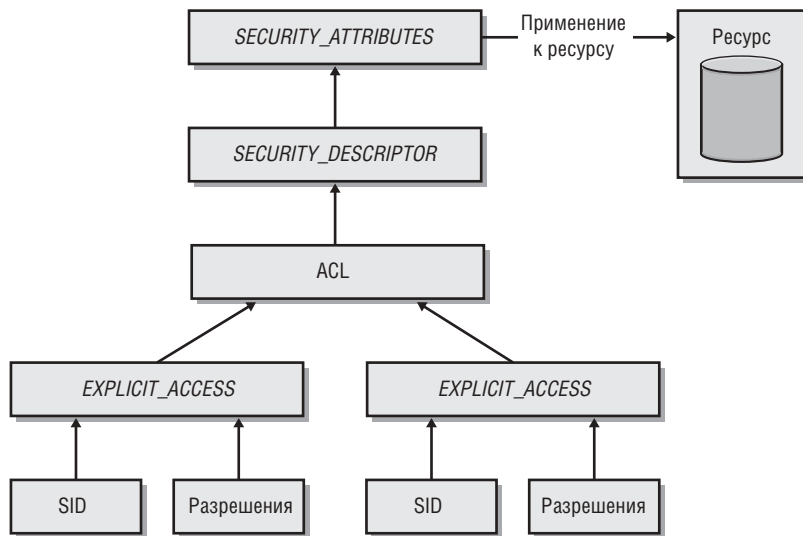 SECURITY_ATTRIBUTES
Применение
к ресурсу
Ресурс
SECURITY_DESCRIPTOR
ACL
EXPLICIT_ACCESS
EXPLICIT_ACCESS
SID
Разрешения
SID
Разрешения